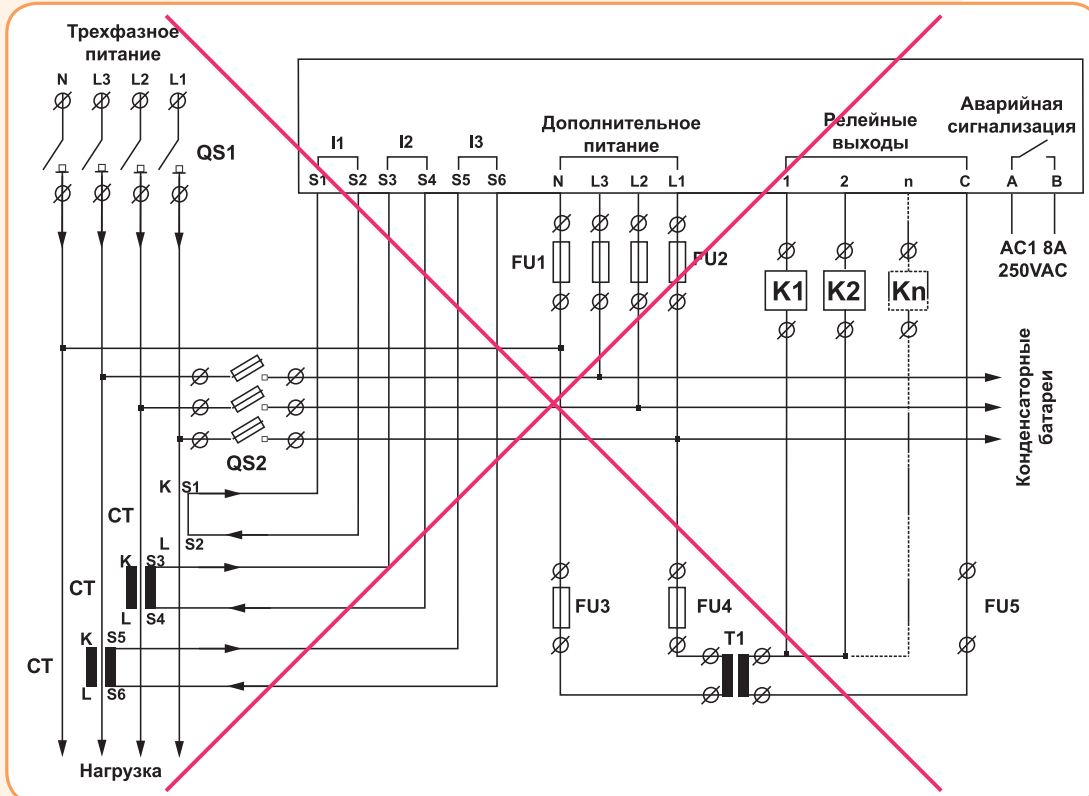 Трехфазное
питание
N L3 L2 L1
QS1
I1 I2 I3
S1 S2 S3 S4 S5 S6
Дополнительное
питание
N L3 L2 L1
Релейные
выходы
1 2 n C
Аварийная
сигнализация
A B
AC1 8A
250VAC
FU1
FU2
K1 K2 Kn
QS2
Конденсаторные
батареи
K S1
CT
L S2
K S3
CT
L S4
K S5
CT
L S6
FU3
FU4
FU5
T1
Нагрузка